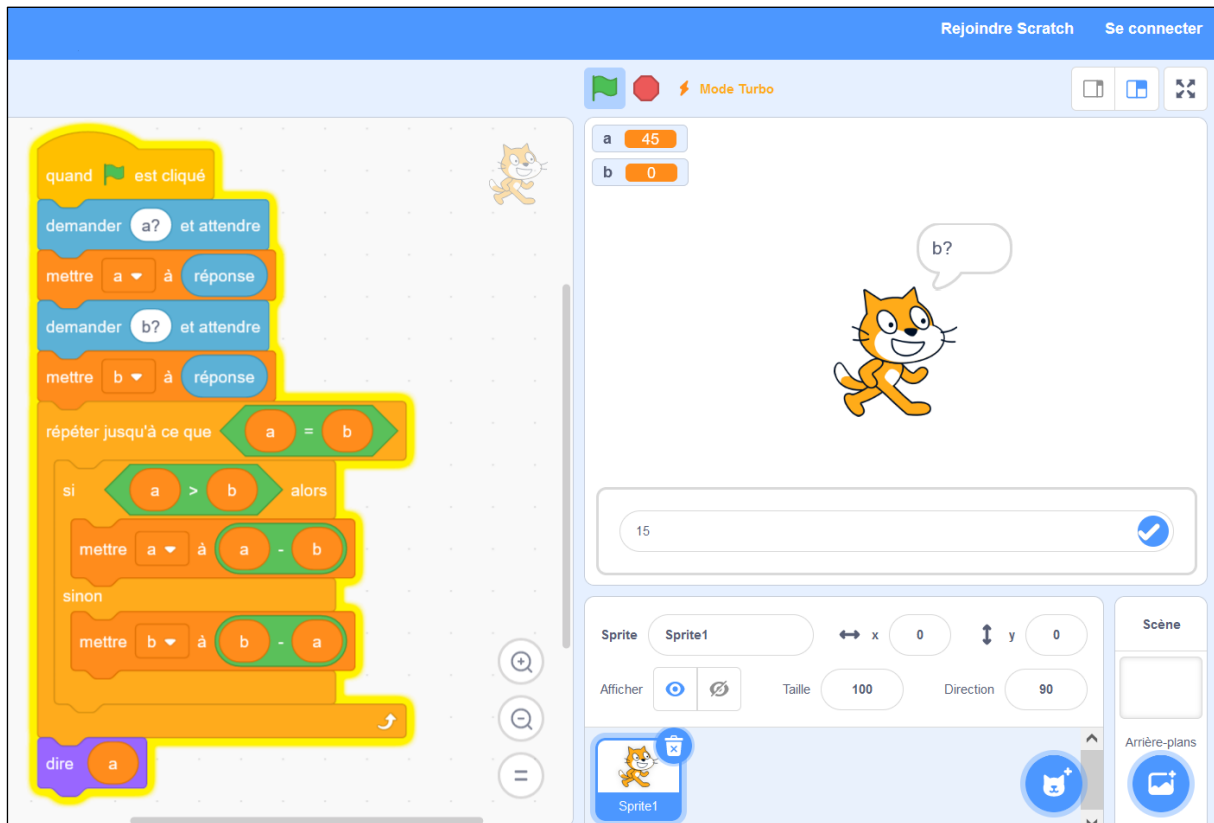 Rejoindre Scratch Se connecter
Mode Turbo
quand est cliqué
demander a? et attendre
mettre a à réponse
demander b? et attendre
mettre b à réponse
répéter jusqu'à ce que a = b
si a > b alors
mettre a à a - b
sinon
mettre b à b - a
dire a
a 45
b 0
b?
15
Sprite Sprite1 x 0 y 0
Afficher Taille 100 Direction 90
Sprite1
Scène
Arrière-plans